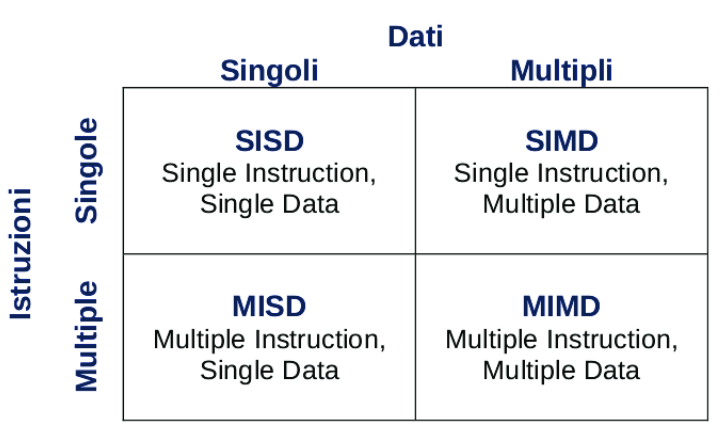 Dati
Singoli Multipli
Istruzioni
Singole
SISD
Single Instruction,
Single Data
SIMD
Single Instruction,
Multiple Data
Multiple
MISD
Multiple Instruction,
Single Data
MIMD
Multiple Instruction,
Multiple Data